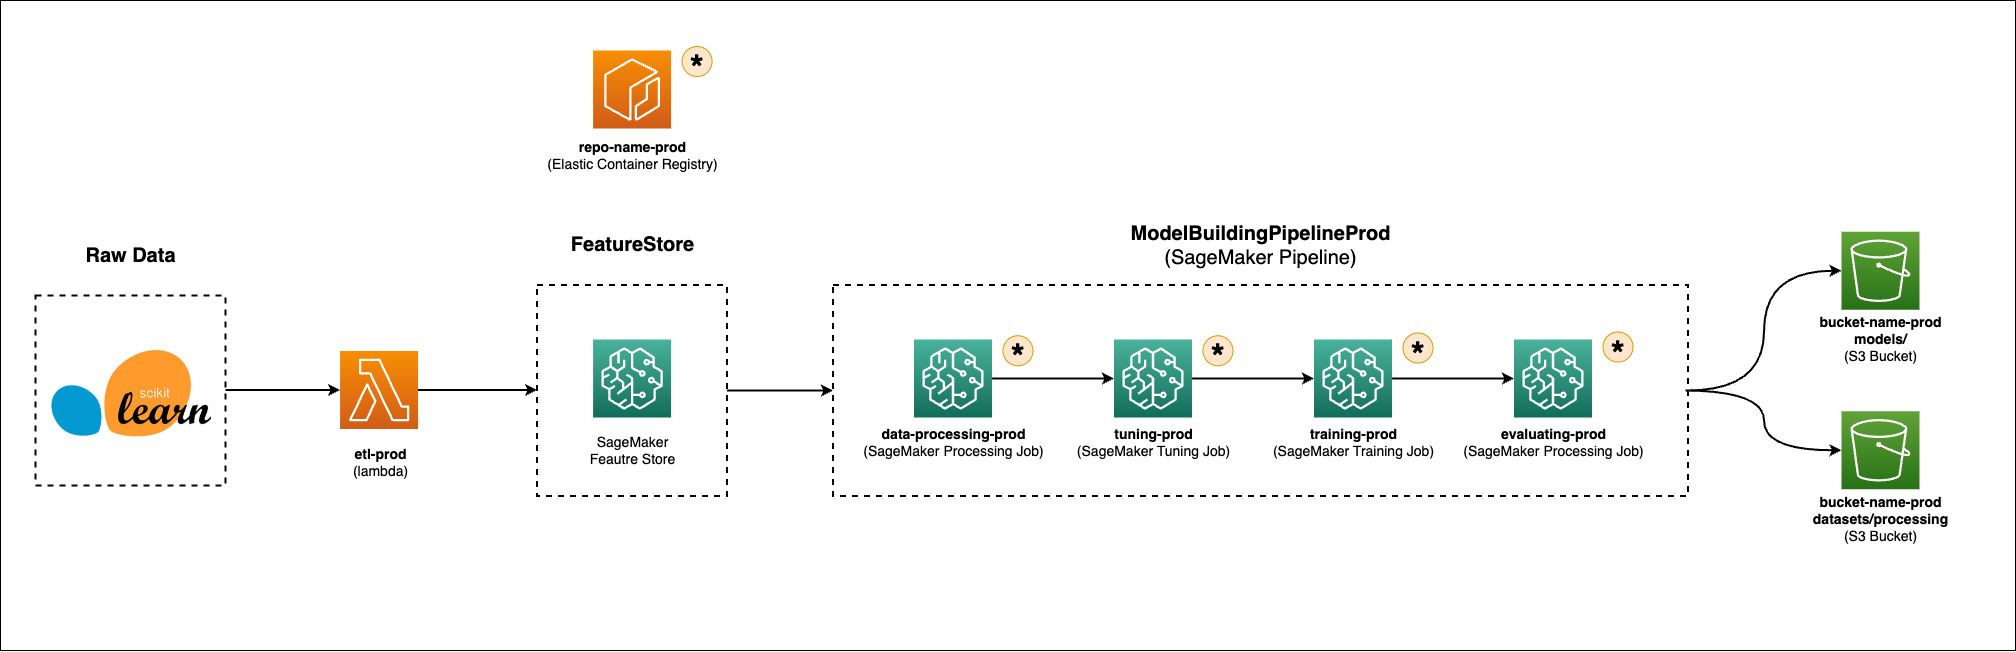 *
repo-name-prod
(Elastic Container Registry)
Raw Data
scikit
learn
etl-prod
(lambda)
FeatureStore
SageMaker
Feautre Store
ModelBuildingPipelineProd
(SageMaker Pipeline)
*
data-processing-prod
(SageMaker Processing Job)
*
tuning-prod
(SageMaker Tuning Job)
*
training-prod
(SageMaker Training Job)
*
evaluating-prod
(SageMaker Processing Job)
bucket-name-prod
models/
(S3 Bucket)
bucket-name-prod
datasets/processing
(S3 Bucket)